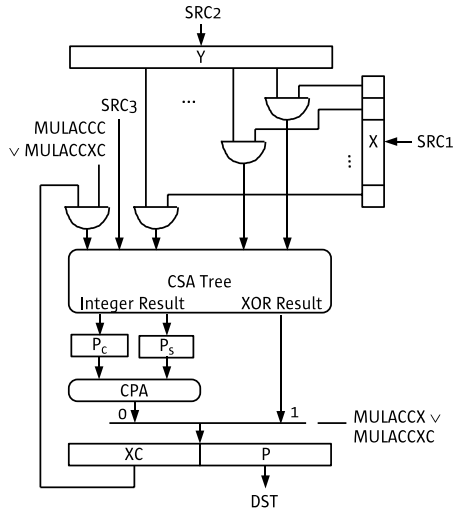 SRC2
Y
...
SRC3
MULACCC
∨ MULACCXC
X
SRC1
...
CSA Tree
Integer Result
XOR Result
Pc
Ps
CPA
0
1
MULACCX ∨
MULACCXC
XC
P
DST